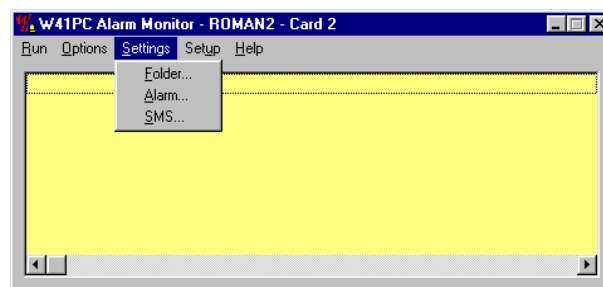 W41PC Alarm Monitor - ROMAN2 - Card 2
Run Options Settings Setup Help
Folder...
Alarm...
SMS...